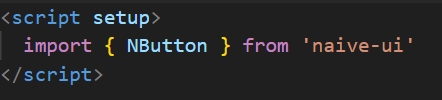 <script setup>
  import { NButton } from 'naive-ui'
</script>